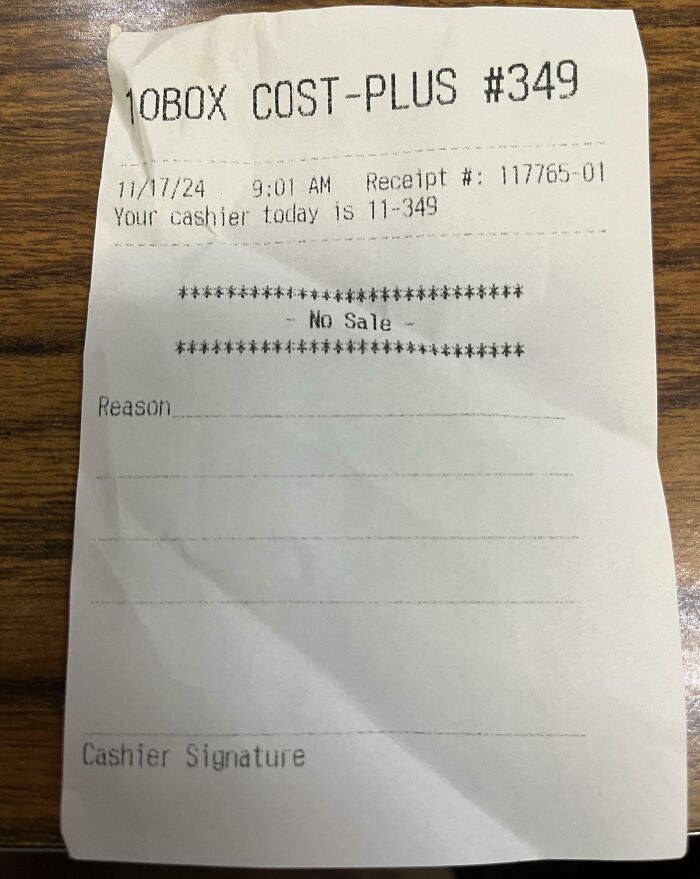 10BOX COST-PLUS #349
11/17/24 9:01 AM Receipt #: 117765-01
Your cashier today is 11-349
*****************************
- No Sale -
*****************************
Reason
Cashier Signature